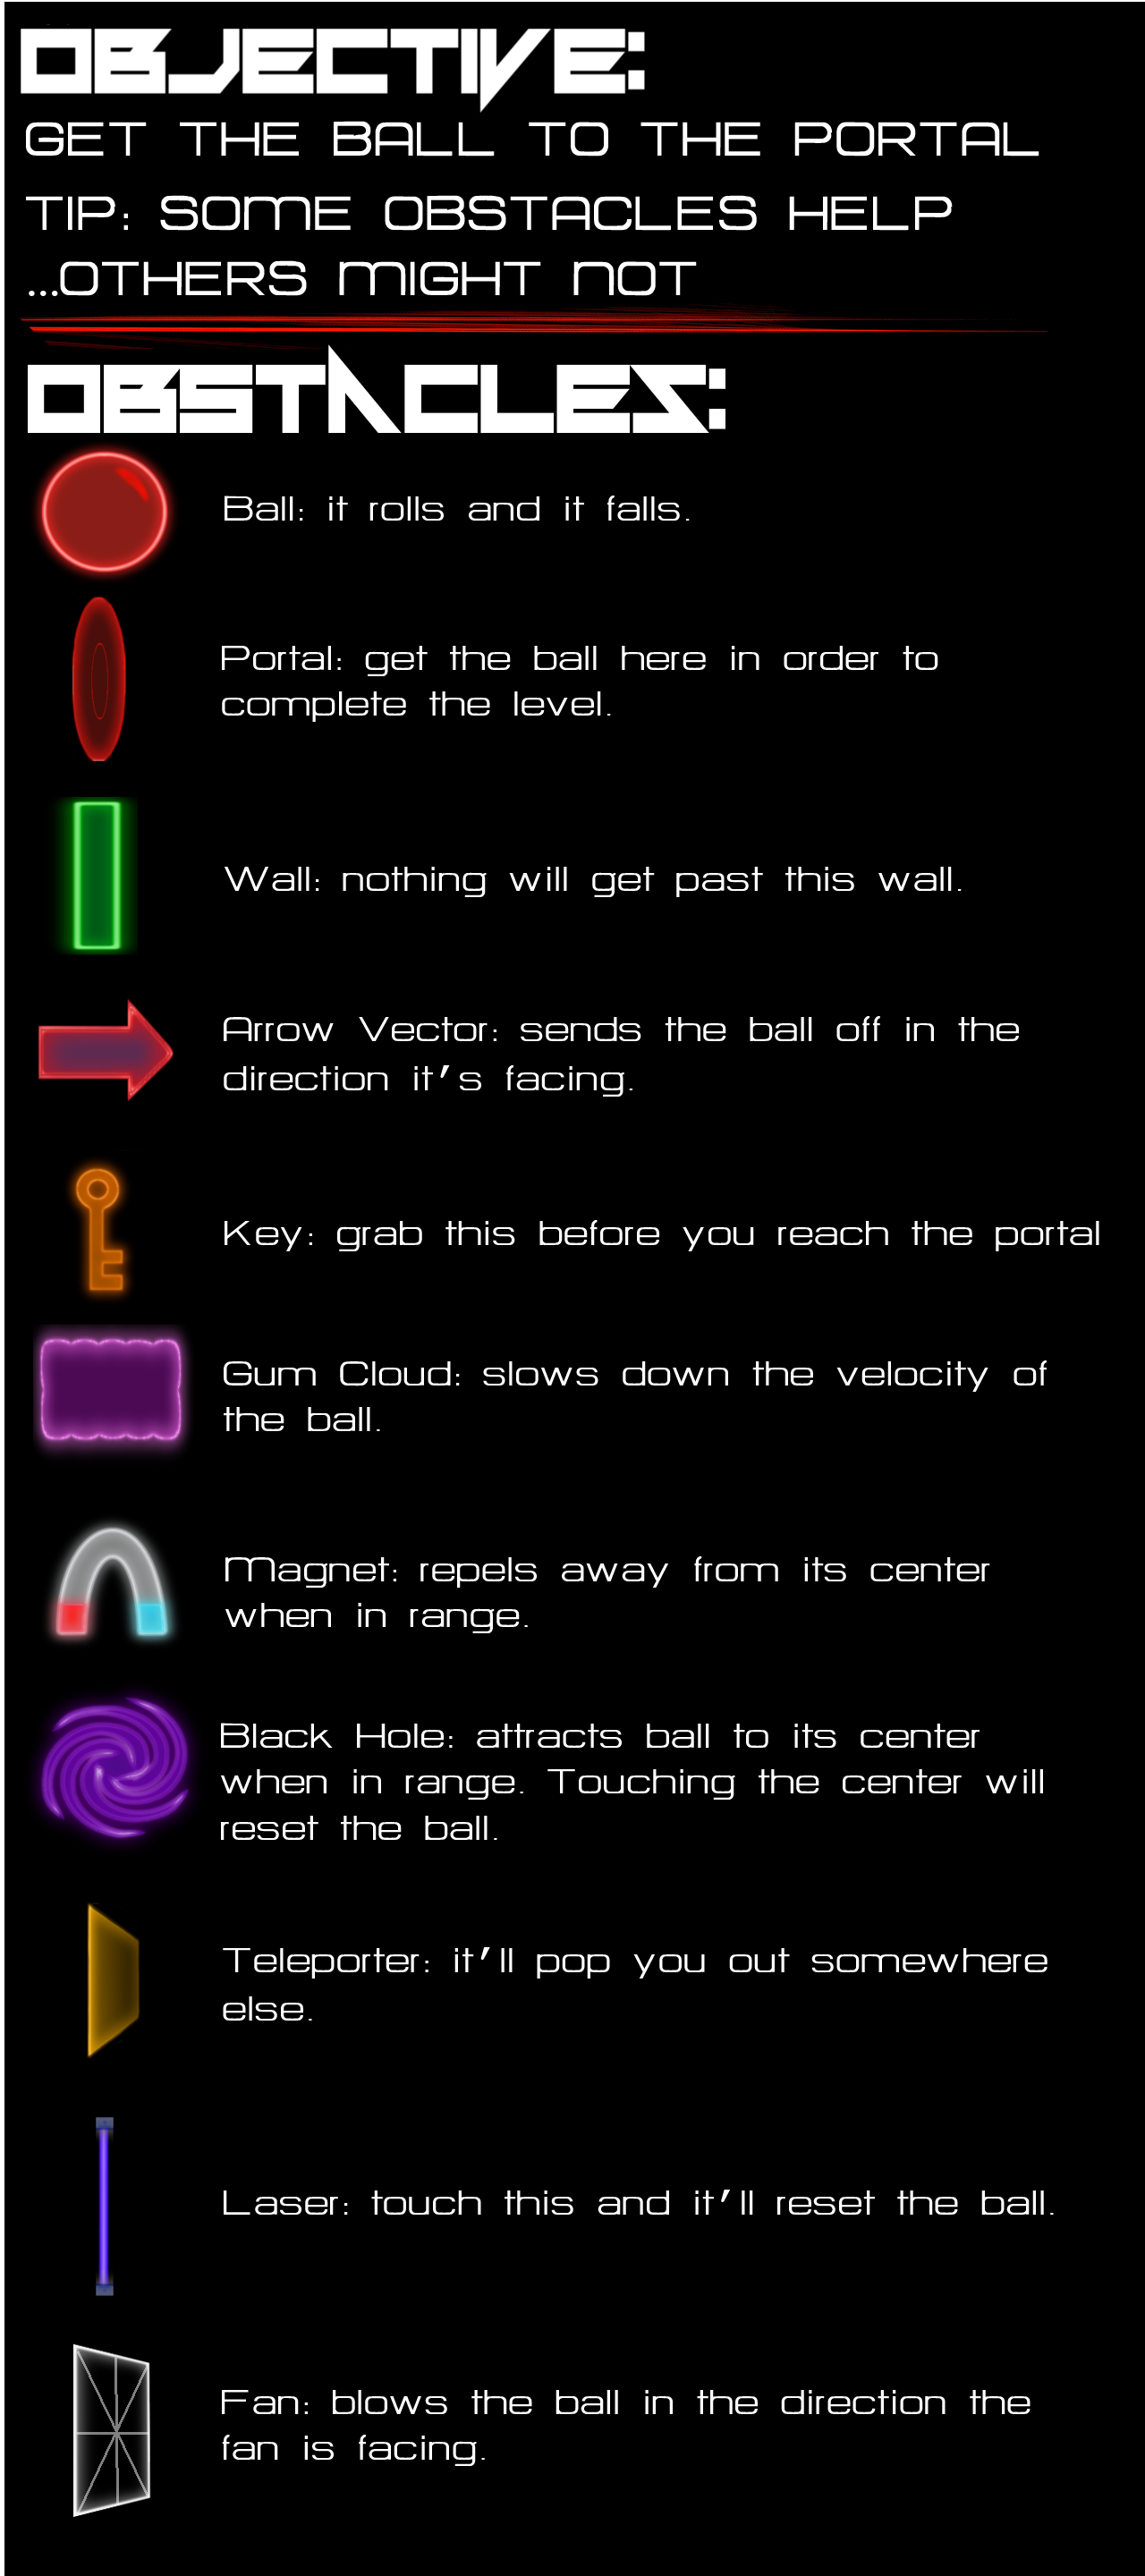 OBJECTIVE:
GET THE BALL TO THE PORTAL
TIP: SOME OBSTACLES HELP
...OTHERS MIGHT NOT
OBSTACLES:
Ball: it rolls and it falls.
Portal: get the ball here in order to
complete the level.
Wall: nothing will get past this wall.
Arrow Vector: sends the ball off in the
direction it's facing.
Key: grab this before you reach the portal
Gum Cloud: slows down the velocity of
the ball.
Magnet: repels away from its center
when in range.
Black Hole: attracts ball to its center
when in range. Touching the center will
reset the ball.
Teleporter: it'll pop you out somewhere
else.
Laser: touch this and it'll reset the ball.
Fan: blows the ball in the direction the
fan is facing.